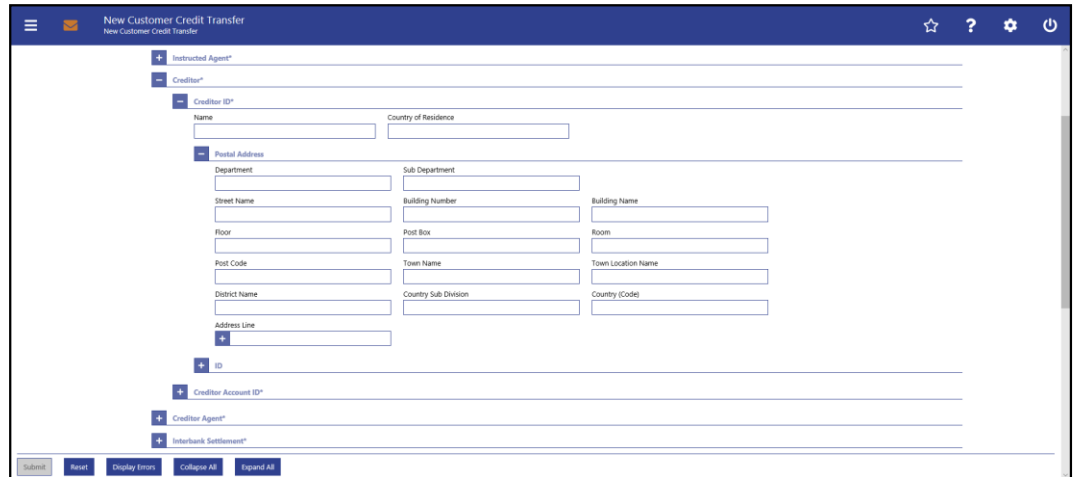 New Customer Credit Transfer
New Customer Credit Transfer
Instructed Agent*
Creditor*
Creditor ID*
Name Country of Residence
Postal Address
Department Sub Department
Street Name Building Number Building Name
Floor Post Box Room
Post Code Town Name Town Location Name
District Name Country Sub Division Country (Code)
Address Line
ID
Creditor Account ID*
Creditor Agent*
Interbank Settlement*
Submit Reset Display Errors Collapse All Expand All